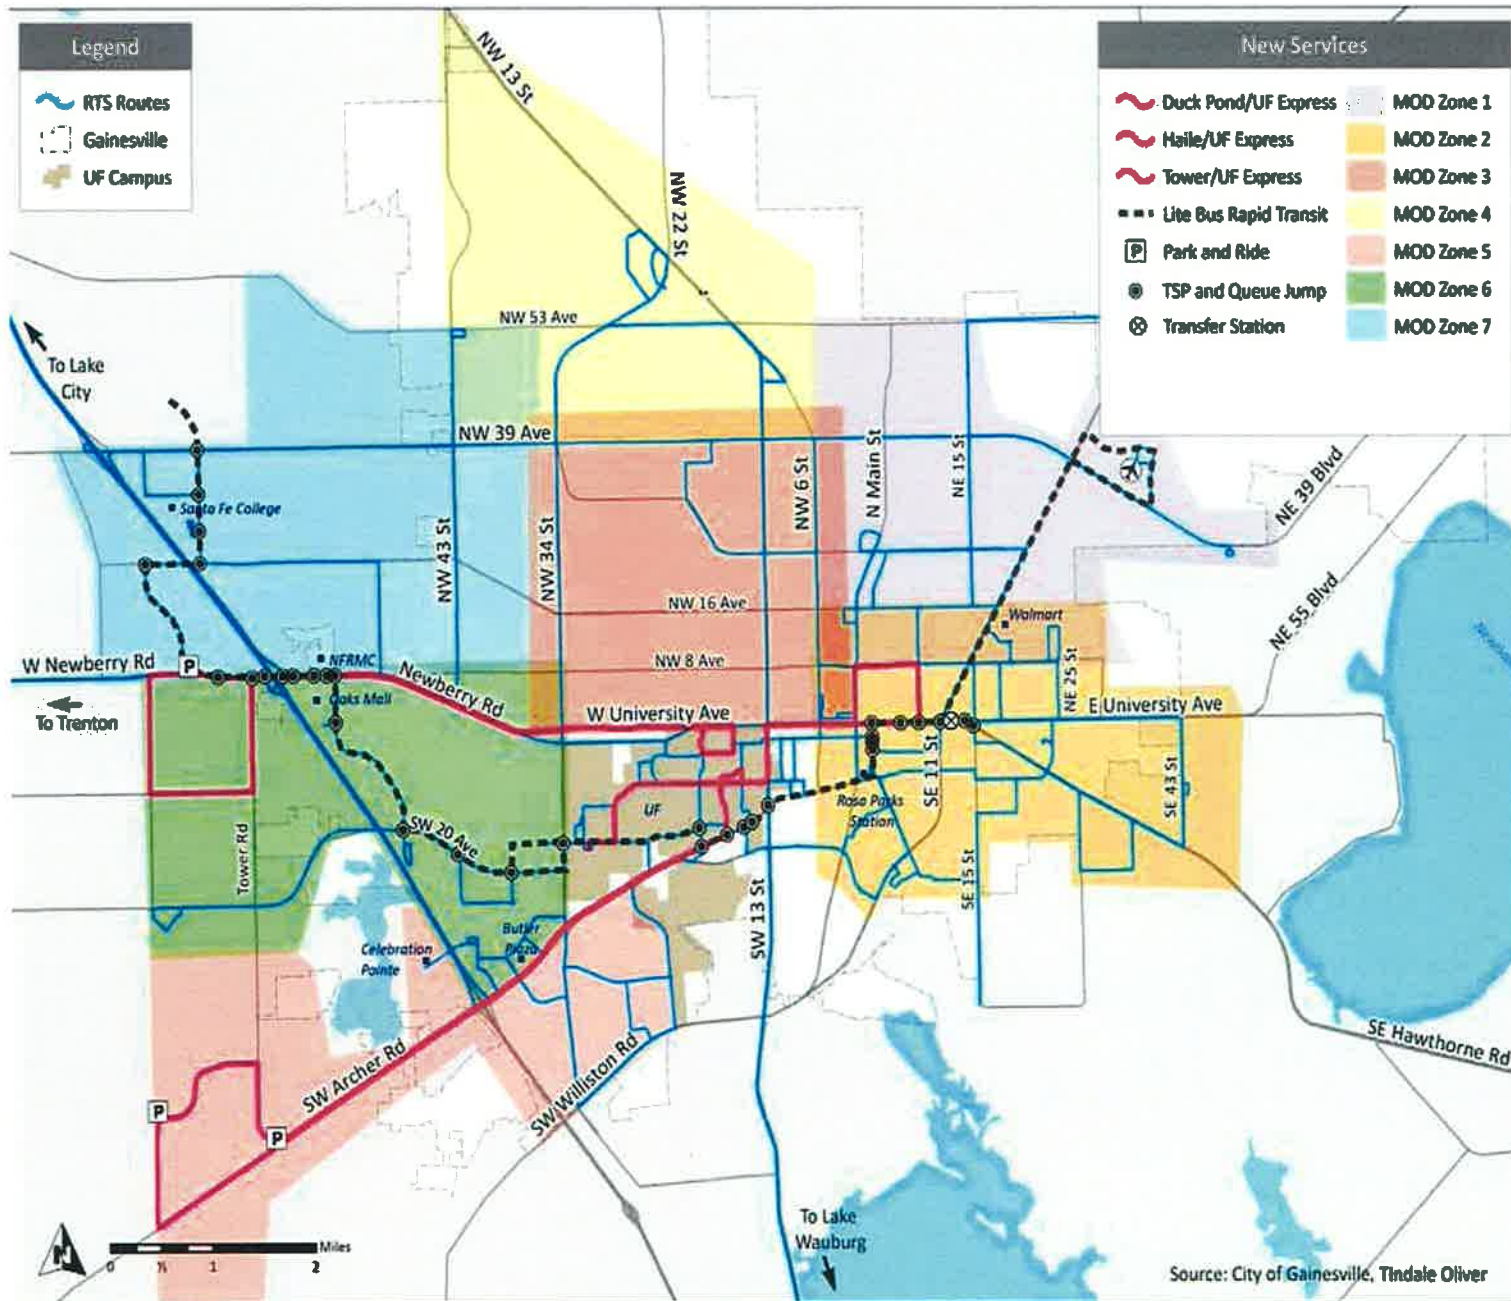 Legend
RTS Routes
Gainesville
UF Campus
New Services
Duck Pond/UF Express
Haile/UF Express
Tower/UF Express
Lite Bus Rapid Transit
P
Park and Ride
TSP and Queue Jump
Transfer Station
MOD Zone 1
MOD Zone 2
MOD Zone 3
MOD Zone 4
MOD Zone 5
MOD Zone 6
MOD Zone 7
NW 13 St
NW 22 St
NW 53 Ave
To Lake
City
NW 39 Ave
Santa Fe College
NW 43 St
NW 34 St
NW 6 St
N Main St
NE 15 St
NE 39 Blvd
NE 55 Blvd
NW 16 Ave
Walmart
W Newberry Rd
P
NFRMC
Newberry Rd
NW 8 Ave
NE 25 St
Oaks Mall
To Trenton
W University Ave
E University Ave
SE 11 St
SE 43 St
UF
Rosa Parks
Station
SW 20 Ave
Tower Rd
SE 15 St
SW 13 St
Butler
Plaza
Celebration
Pointe
SW Archer Rd
SW Williston Rd
SE Hawthorne Rd
P
P
To Lake
Wauburg
N
Miles
0 ½ 1 2
Source: City of Gainesville, Tindale Oliver